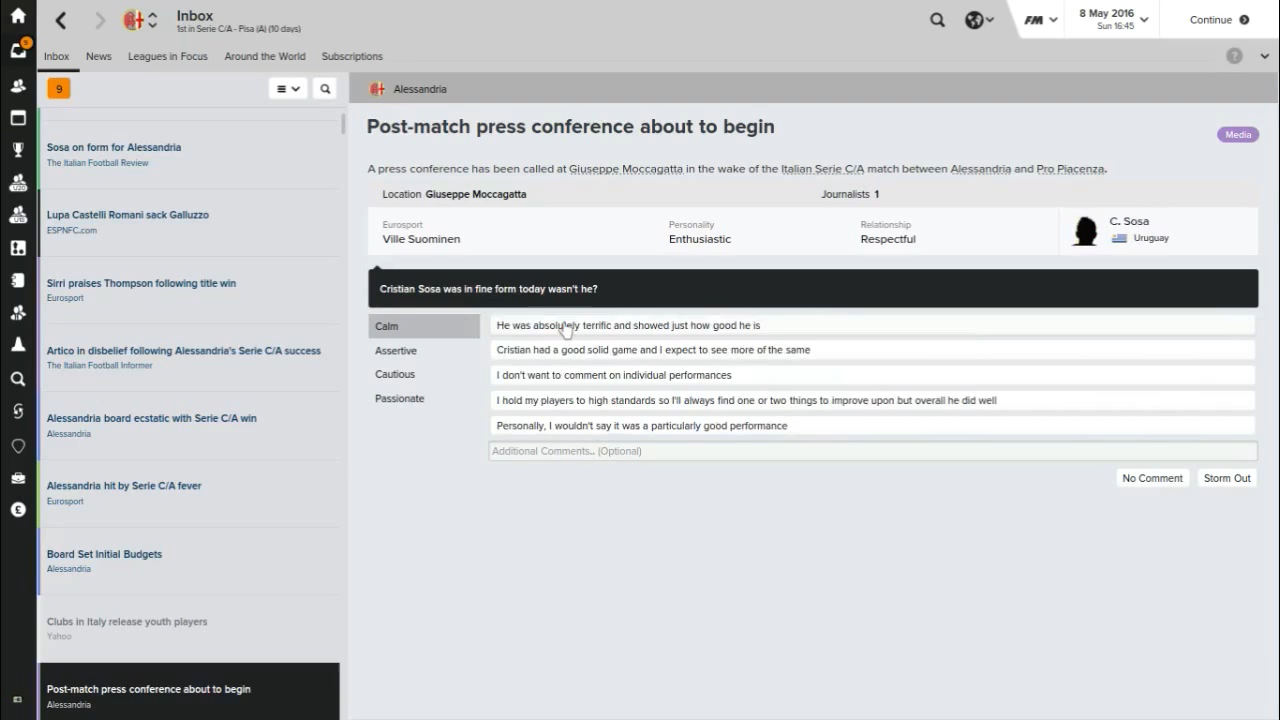 Inbox
1st in Serie C/A - Pisa (A) (10 days)
FM
8 May 2016
Sun 16:45
Continue
Inbox News Leagues in Focus Around the World Subscriptions
?
9
Sosa on form for Alessandria
The Italian Football Review
Lupa Castelli Romani sack Galluzzo
ESPNFC.com
Sirri praises Thompson following title win
Eurosport
Artico in disbelief following Alessandria's Serie C/A success
The Italian Football Informer
Alessandria board ecstatic with Serie C/A win
Alessandria
Alessandria hit by Serie C/A fever
Eurosport
Board Set Initial Budgets
Alessandria
Clubs in Italy release youth players
Yahoo
Post-match press conference about to begin
Alessandria
Alessandria
Post-match press conference about to begin
Media
A press conference has been called at Giuseppe Moccagatta in the wake of the Italian Serie C/A match between Alessandria and Pro Piacenza.
Location Giuseppe Moccagatta Journalists 1
Eurosport Personality Relationship
Ville Suominen Enthusiastic Respectful
C. Sosa
Uruguay
Cristian Sosa was in fine form today wasn't he?
Calm
Assertive
Cautious
Passionate
He was absolutely terrific and showed just how good he is
Cristian had a good solid game and I expect to see more of the same
I don't want to comment on individual performances
I hold my players to high standards so I'll always find one or two things to improve upon but overall he did well
Personally, I wouldn't say it was a particularly good performance
Additional Comments.. (Optional)
No Comment Storm Out